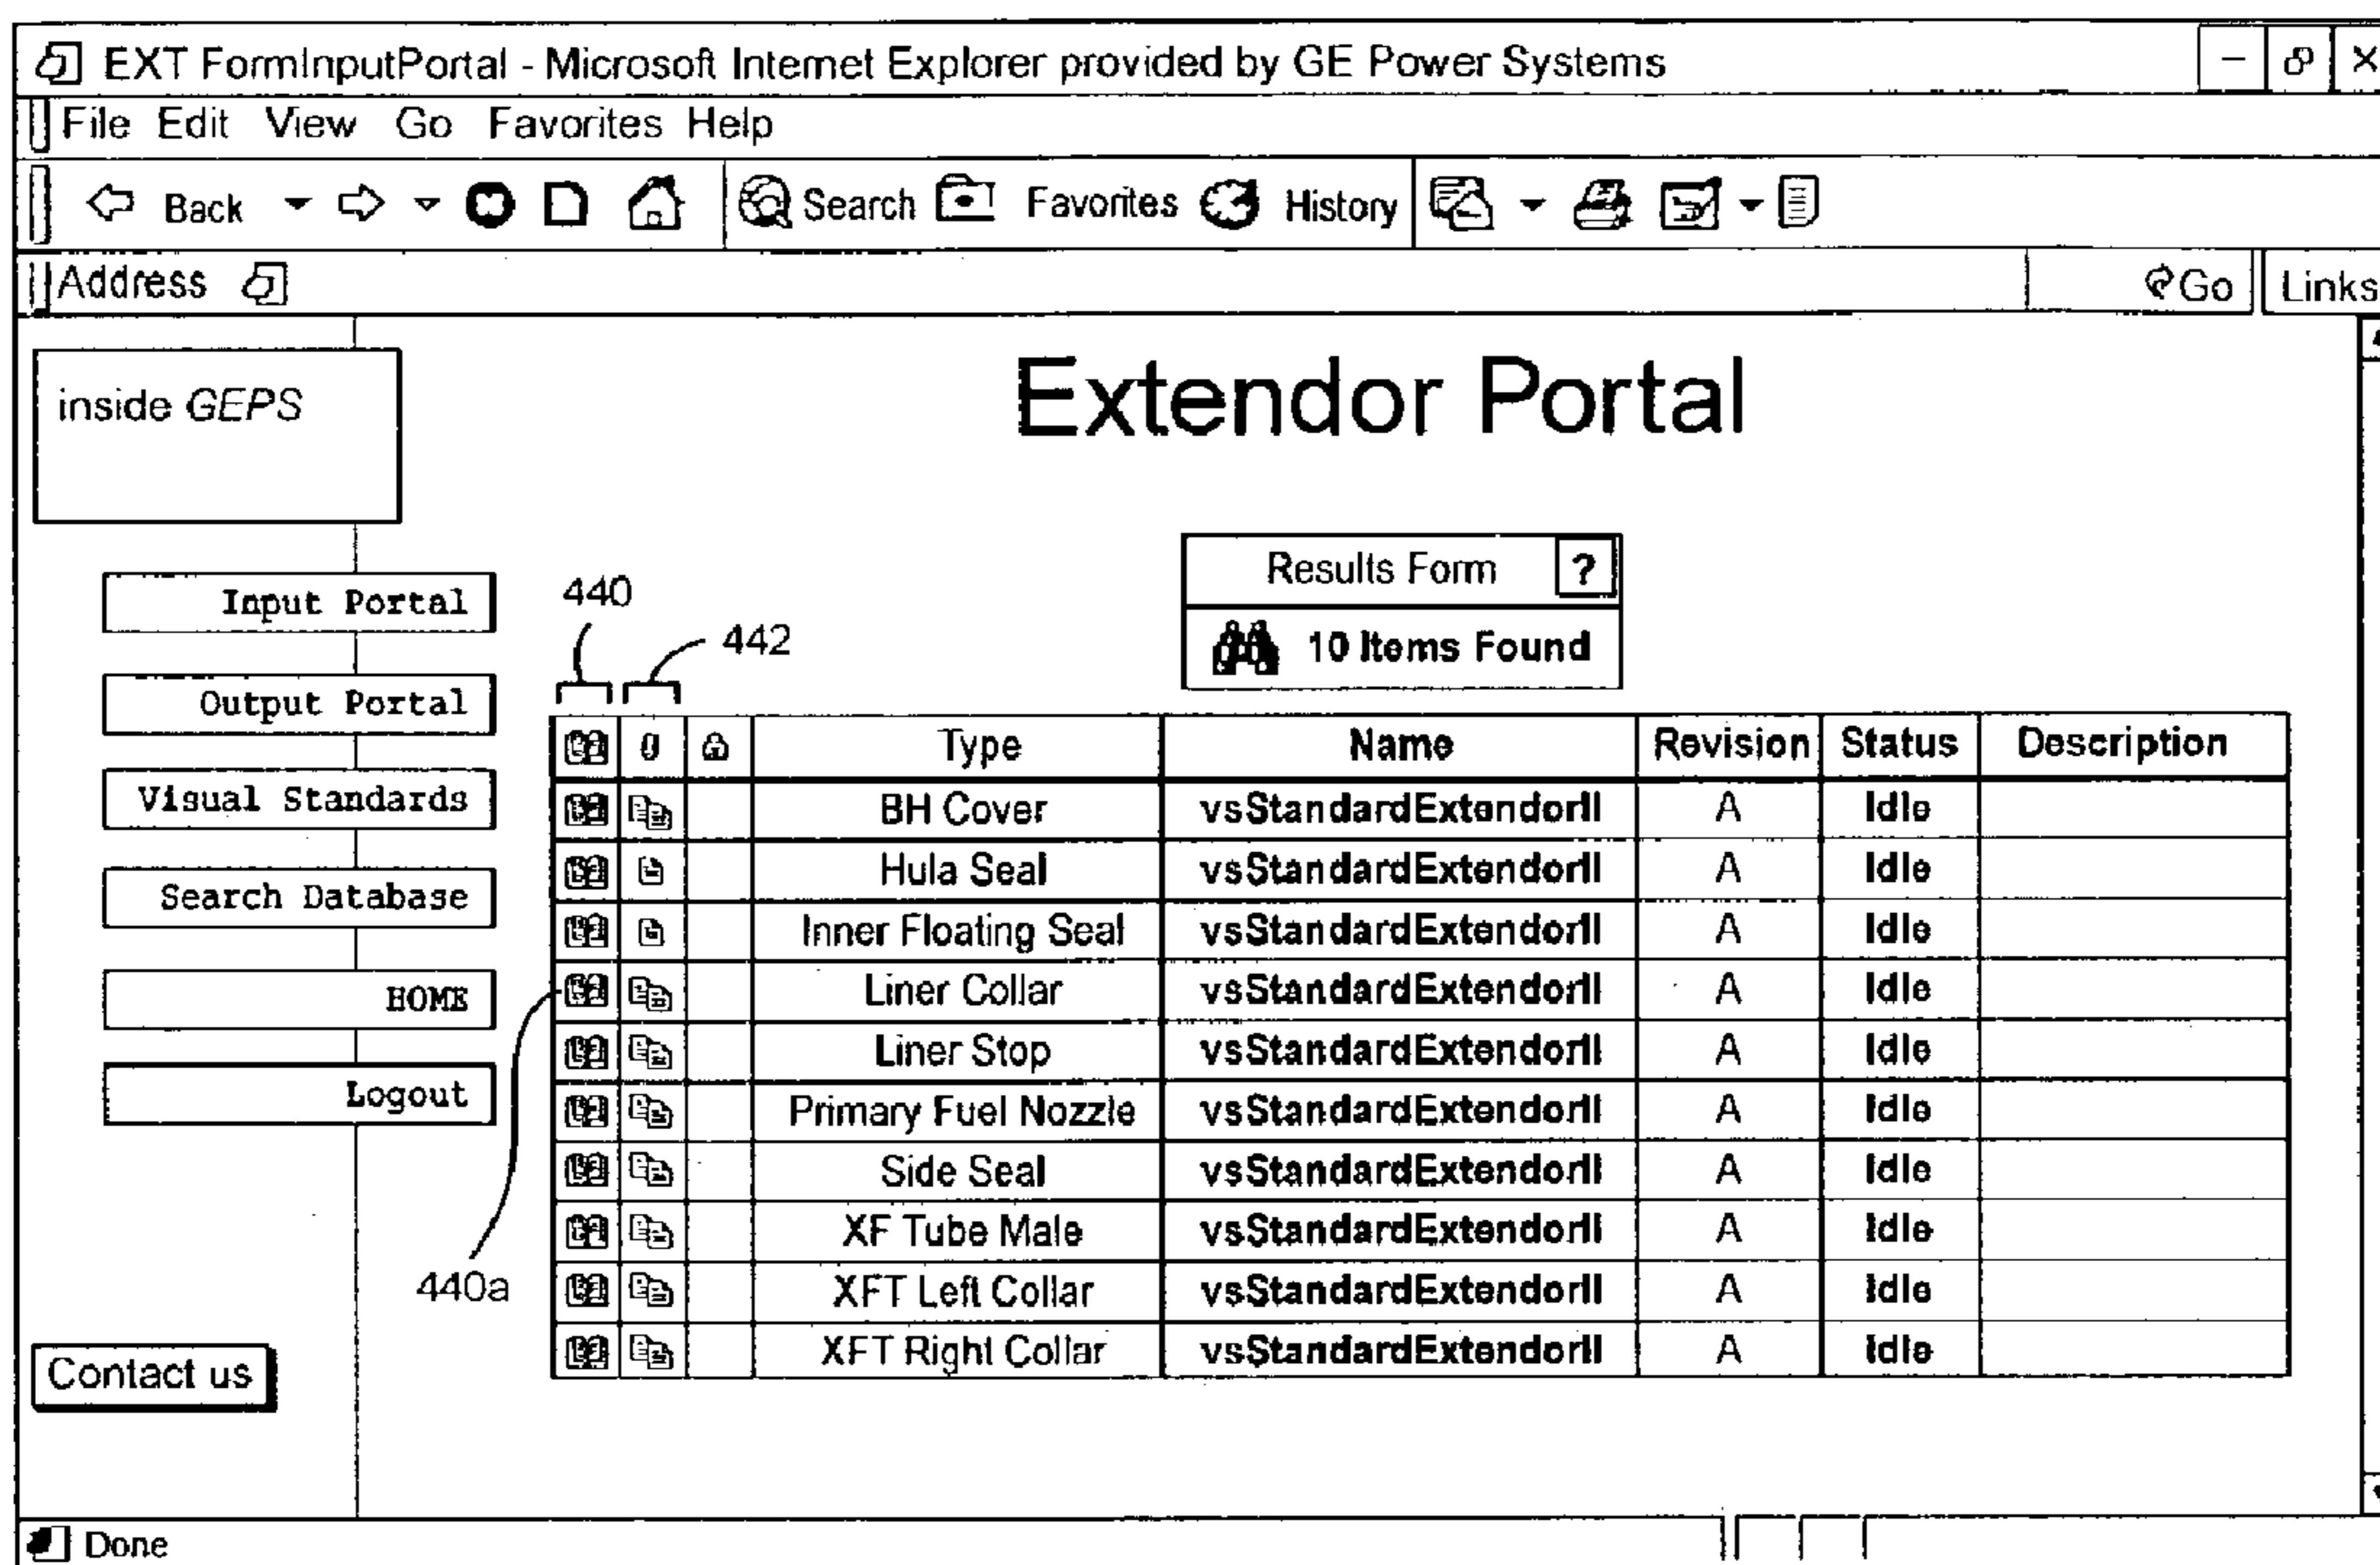 EXT FormInputPortal - Microsoft Internet Explorer provided by GE Power Systems
File Edit View Go Favorites Help
Back Search Favorites History
Address Go Links
inside GEPS
Extendor Portal
Results Form ?
10 Items Found
Input Portal
Output Portal
Visual Standards
Search Database
HOME
Logout
Contact us
440
442
440a
Type Name Revision Status Description
BH Cover vsStandardExtendorII A Idle
Hula Seal vsStandardExtendorII A Idle
Inner Floating Seal vsStandardExtendorII A Idle
Liner Collar vsStandardExtendorII A Idle
Liner Stop vsStandardExtendorII A Idle
Primary Fuel Nozzle vsStandardExtendorII A Idle
Side Seal vsStandardExtendorII A Idle
XF Tube Male vsStandardExtendorII A Idle
XFT Left Collar vsStandardExtendorII A Idle
XFT Right Collar vsStandardExtendorII A Idle
Done